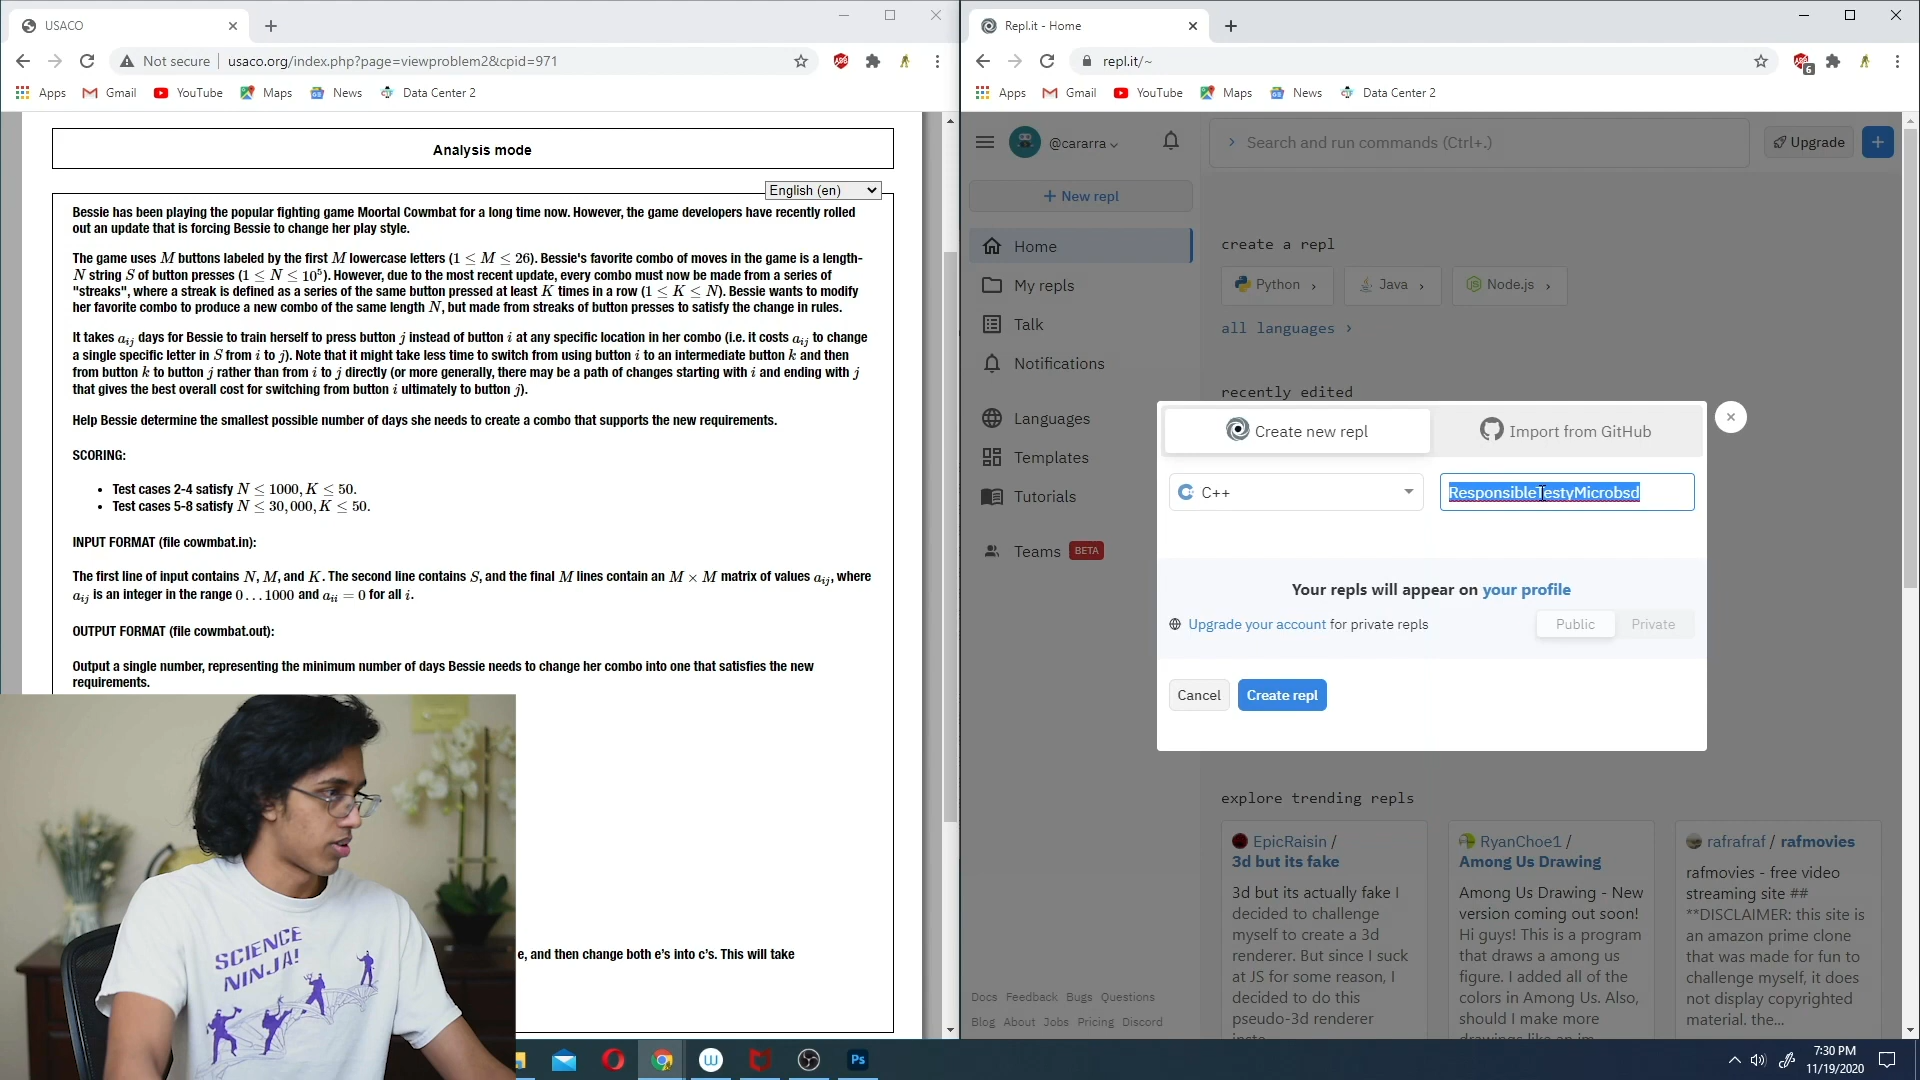 USACO
Not secure
usaco.org/index.php?page=viewproblem2&cpid=971
Apps
Gmail
YouTube
Maps
News
Data Center 2
Analysis mode
English (en)
Bessie has been playing the popular fighting game Moortal Cowmbat for a long time now. However, the game developers have recently rolled
out an update that is forcing Bessie to change her play style.
The game uses M buttons labeled by the first M lowercase letters (1 ≤ M ≤ 26). Bessie's favorite combo of moves in the game is a length-
N string S of button presses (1 ≤ N ≤ 10⁵). However, due to the most recent update, every combo must now be made from a series of
"streaks", where a streak is defined as a series of the same button pressed at least K times in a row (1 ≤ K ≤ N). Bessie wants to modify
her favorite combo to produce a new combo of the same length N, but made from streaks of button presses to satisfy the change in rules.
It takes aᵢⱼ days for Bessie to train herself to press button j instead of button i at any specific location in her combo (i.e. it costs aᵢⱼ to change
a single specific letter in S from i to j). Note that it might take less time to switch from using button i to an intermediate button k and then
from button k to button j rather than from i to j directly (or more generally, there may be a path of changes starting with i and ending with j
that gives the best overall cost for switching from button i ultimately to button j).
Help Bessie determine the smallest possible number of days she needs to create a combo that supports the new requirements.
SCORING:
• Test cases 2-4 satisfy N ≤ 1000, K ≤ 50.
• Test cases 5-8 satisfy N ≤ 30,000, K ≤ 50.
INPUT FORMAT (file cowmbat.in):
The first line of input contains N, M, and K. The second line contains S, and the final M lines contain an M × M matrix of values aᵢⱼ, where
aᵢⱼ is an integer in the range 0...1000 and aᵢᵢ = 0 for all i.
OUTPUT FORMAT (file cowmbat.out):
Output a single number, representing the minimum number of days Bessie needs to change her combo into one that satisfies the new
requirements.
e, and then change both e's into c's. This will take
SCIENCE
NINJA!
Repl.it - Home
repl.it/~
6
Apps
Gmail
YouTube
Maps
News
Data Center 2
@cararra
Search and run commands (Ctrl+.)
Upgrade
+
+ New repl
Home
My repls
Talk
Notifications
Languages
Templates
Tutorials
Teams BETA
create a repl
Python
Java
Node.js
all languages
recently edited
Create new repl
Import from GitHub
C++
ResponsibleTestyMicrobsd
Your repls will appear on your profile
Upgrade your account for private repls
Public
Private
Cancel
Create repl
explore trending repls
EpicRaisin /
3d but its fake
3d but its actually fake I
decided to challenge
myself to create a 3d
renderer. But since I suck
at JS for some reason, I
decided to do this
pseudo-3d renderer
RyanChoe1 /
Among Us Drawing
Among Us Drawing - New
version coming out soon!
Hi guys! This is a program
that draws a among us
figure. I added all of the
colors in Among Us. Also,
should I make more
rafrafraf / rafmovies
rafmovies - free video
streaming site ##
**DISCLAIMER: this site is
an amazon prime clone
that was made for fun to
challenge myself, it does
not display copyrighted
material. the...
Docs Feedback Bugs Questions
Blog About Jobs Pricing Discord
Ps
7:30 PM
11/19/2020